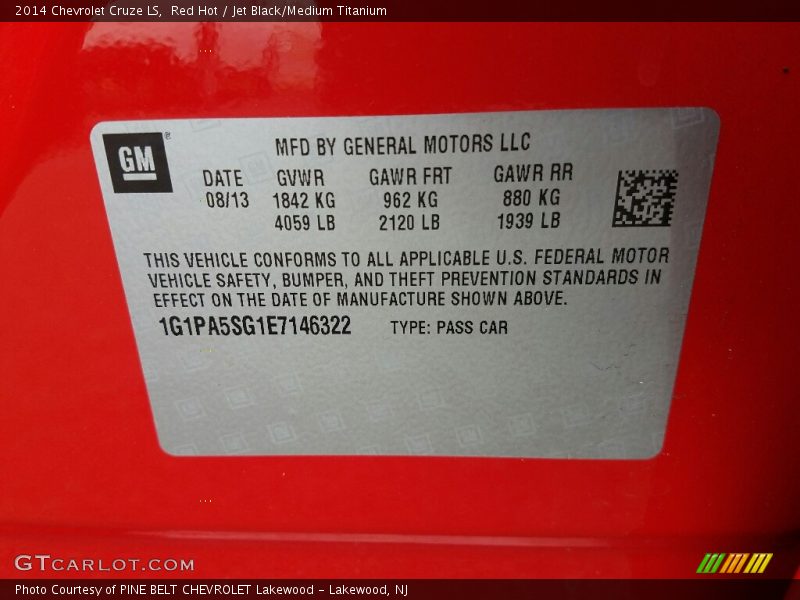 2014 Chevrolet Cruze LS, Red Hot / Jet Black/Medium Titanium
GM ®
MFD BY GENERAL MOTORS LLC
DATE GVWR GAWR FRT GAWR RR
08/13 1842 KG 962 KG 880 KG
4059 LB 2120 LB 1939 LB
THIS VEHICLE CONFORMS TO ALL APPLICABLE U.S. FEDERAL MOTOR
VEHICLE SAFETY, BUMPER, AND THEFT PREVENTION STANDARDS IN
EFFECT ON THE DATE OF MANUFACTURE SHOWN ABOVE.
1G1PA5SG1E7146322 TYPE: PASS CAR
GTCARLOT.COM
Photo Courtesy of PINE BELT CHEVROLET Lakewood - Lakewood, NJ